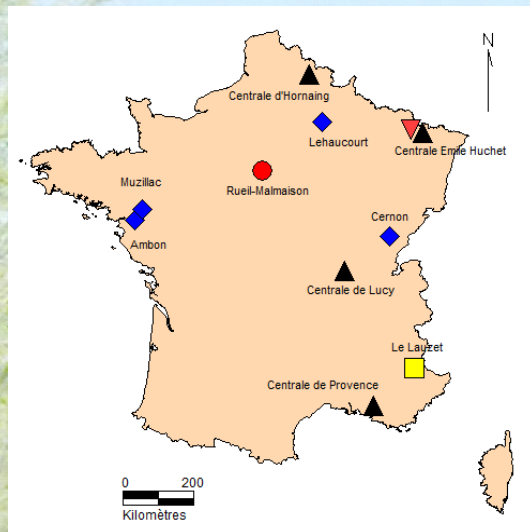 N
Centrale d'Hornaing
Lehaucourt
Centrale Emile Huchet
Muzillac
Rueil-Malmaison
Cernon
Ambon
Centrale de Lucy
Le Lauzet
Centrale de Provence
0 200
Kilomètres